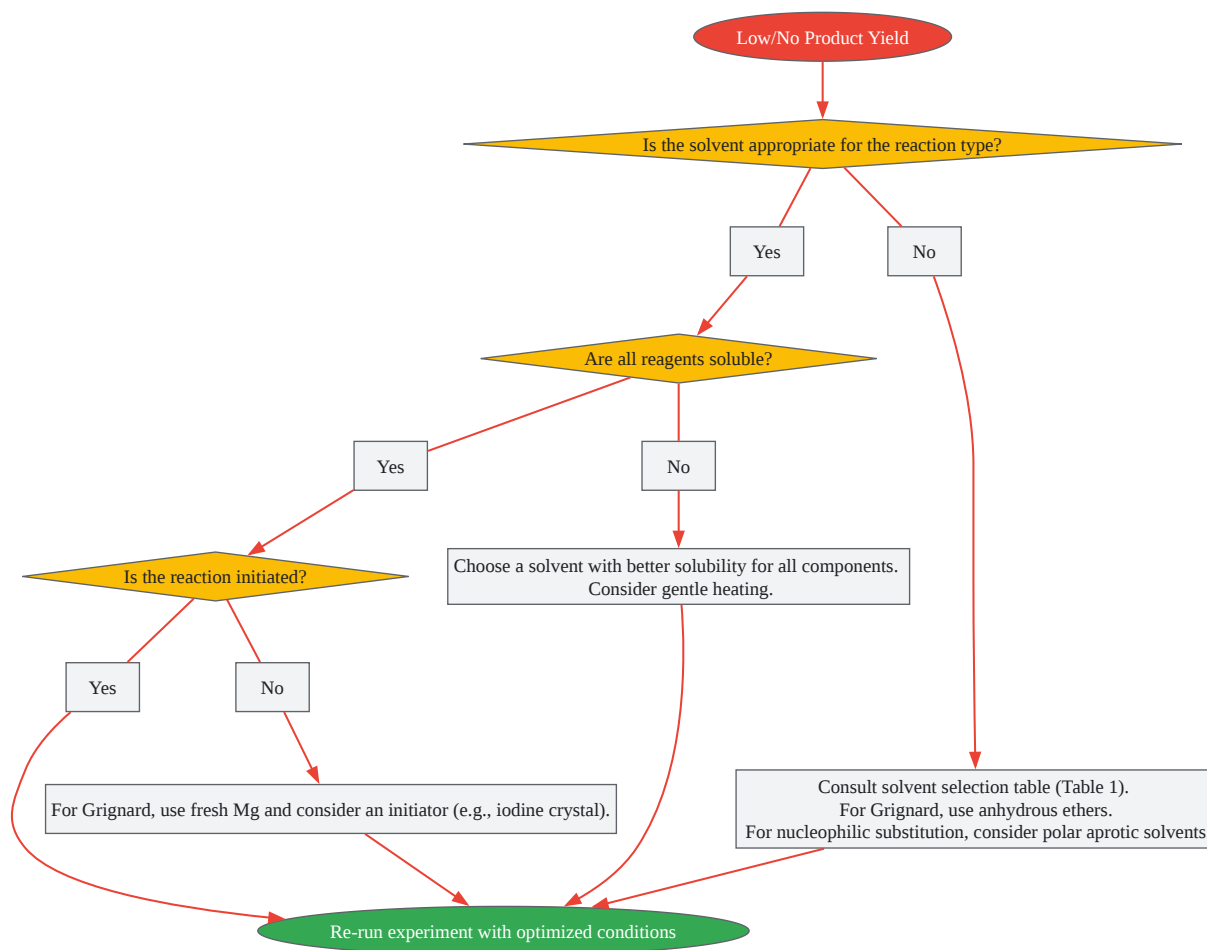 Low/No Product Yield
Is the solvent appropriate for the reaction type?
Yes
No
Are all reagents soluble?
Yes
No
Is the reaction initiated?
Choose a solvent with better solubility for all components.
Consider gentle heating.
Yes
No
For Grignard, use fresh Mg and consider an initiator (e.g., iodine crystal).
Consult solvent selection table (Table 1).
For Grignard, use anhydrous ethers.
For nucleophilic substitution, consider polar aprotic solvents
Re-run experiment with optimized conditions